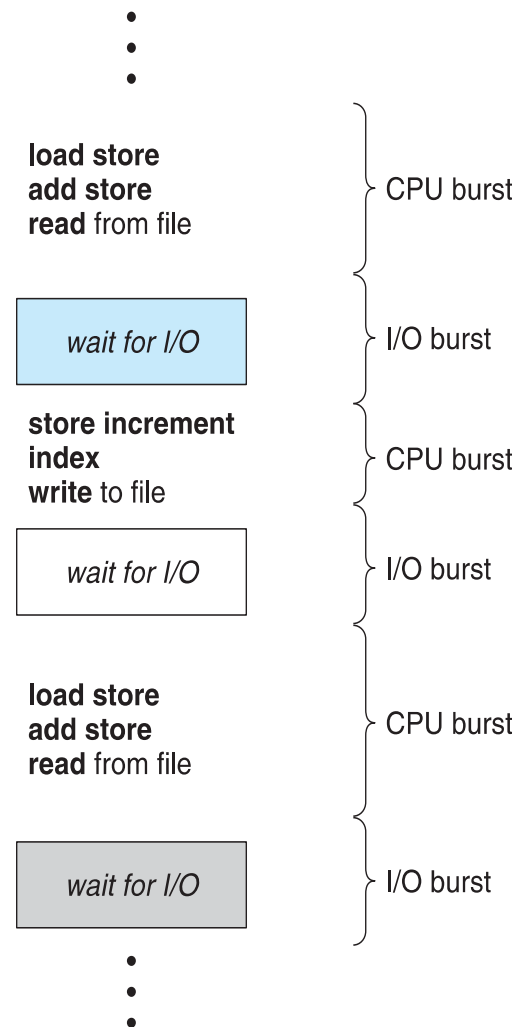 load store
add store
read from file
CPU burst
wait for I/O
I/O burst
store increment
index
write to file
CPU burst
wait for I/O
I/O burst
load store
add store
read from file
CPU burst
wait for I/O
I/O burst